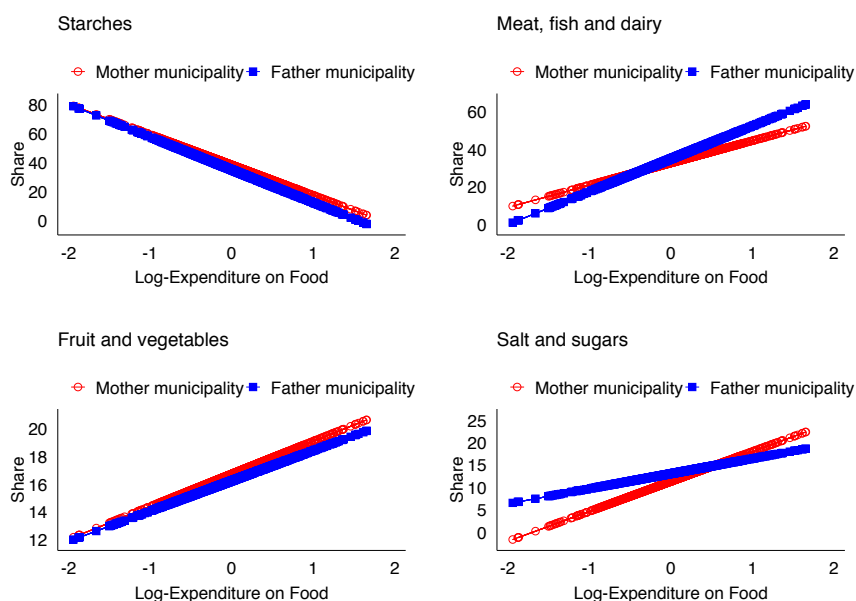 Starches
Mother municipality Father municipality
80
60
40
20
0
Share
-2 -1 0 1 2
Log-Expenditure on Food
Meat, fish and dairy
Mother municipality Father municipality
60
40
20
0
Share
-2 -1 0 1 2
Log-Expenditure on Food
Fruit and vegetables
Mother municipality Father municipality
20
18
16
14
12
Share
-2 -1 0 1 2
Log-Expenditure on Food
Salt and sugars
Mother municipality Father municipality
25
20
15
10
5
0
Share
-2 -1 0 1 2
Log-Expenditure on Food